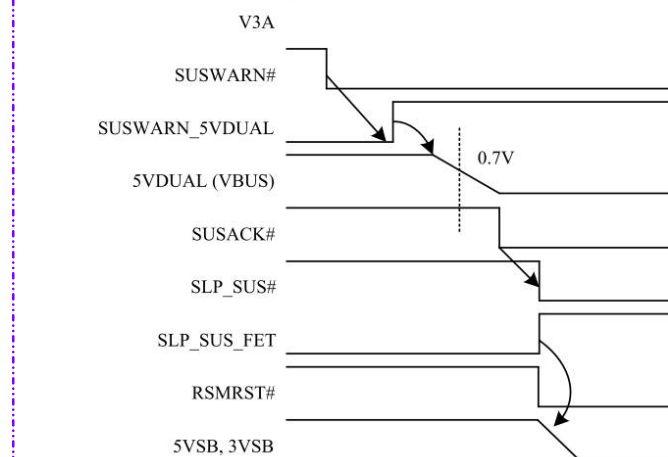 V3A
SUSWARN#
SUSWARN_5VDUAL
0.7V
5VDUAL (VBUS)
SUSACK#
SLP_SUS#
SLP_SUS_FET
RSMRST#
5VSB, 3VSB